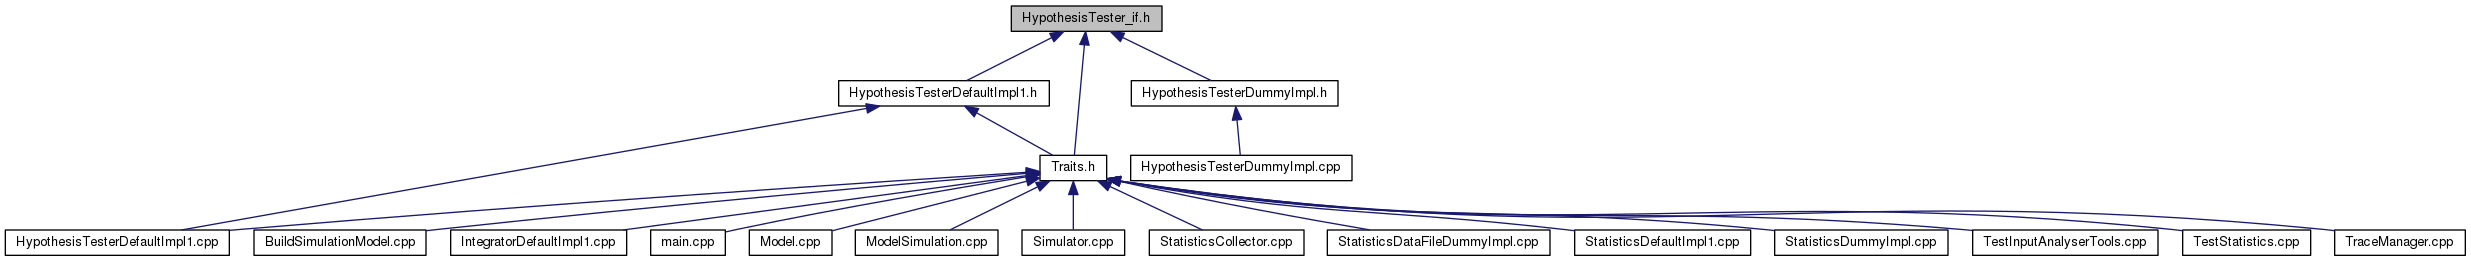 HypothesisTester_if.h
HypothesisTesterDefaultImpl1.h
HypothesisTesterDummyImpl.h
Traits.h
HypothesisTesterDummyImpl.cpp
HypothesisTesterDefaultImpl1.cpp
BuildSimulationModel.cpp
IntegratorDefaultImpl1.cpp
main.cpp
Model.cpp
ModelSimulation.cpp
Simulator.cpp
StatisticsCollector.cpp
StatisticsDataFileDummyImpl.cpp
StatisticsDefaultImpl1.cpp
StatisticsDummyImpl.cpp
TestInputAnalyserTools.cpp
TestStatistics.cpp
TraceManager.cpp